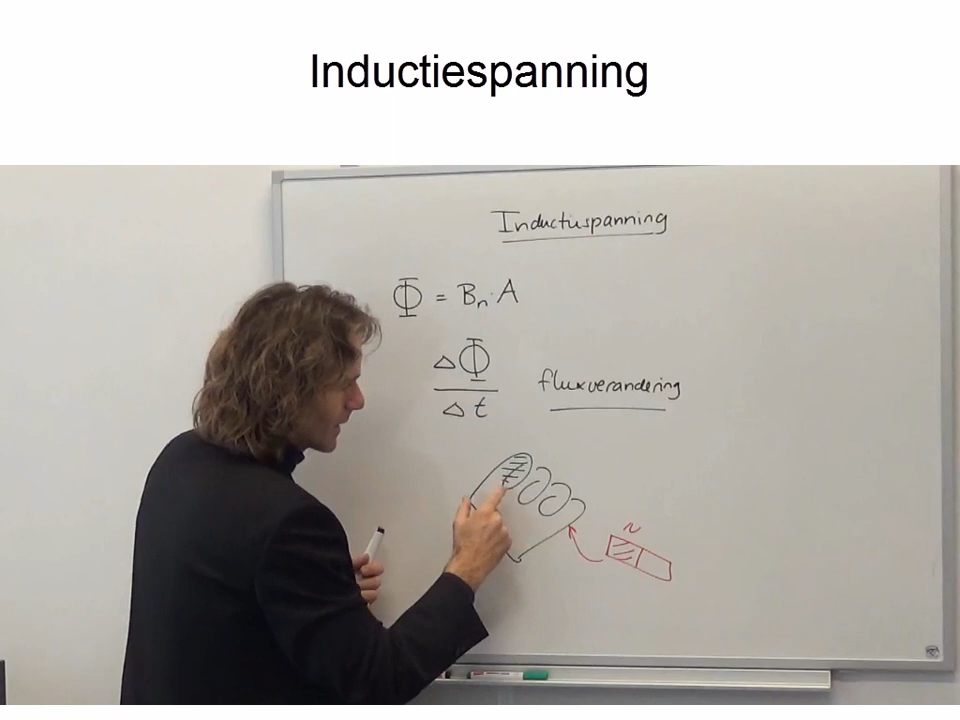 Inductiespanning
Inductiespanning
Φ = Bn · A
ΔΦ
Δt
fluxverandering
N